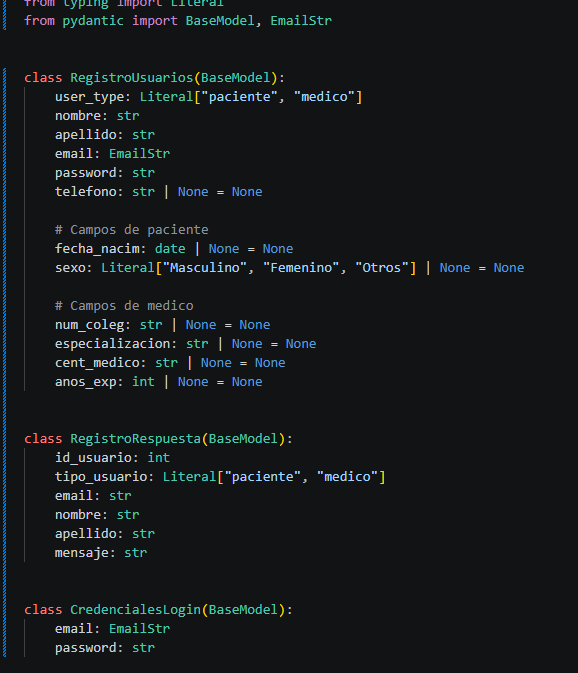 from typing import Literal
from pydantic import BaseModel, EmailStr
class RegistroUsuarios(BaseModel):
user_type: Literal["paciente", "medico"]
nombre: str
apellido: str
email: EmailStr
password: str
telefono: str | None = None
# Campos de paciente
fecha_nacim: date | None = None
sexo: Literal["Masculino", "Femenino", "Otros"] | None = None
# Campos de medico
num_coleg: str | None = None
especializacion: str | None = None
cent_medico: str | None = None
anos_exp: int | None = None
class RegistroRespuesta(BaseModel):
id_usuario: int
tipo_usuario: Literal["paciente", "medico"]
email: str
nombre: str
apellido: str
mensaje: str
class CredencialesLogin(BaseModel):
email: EmailStr
password: str